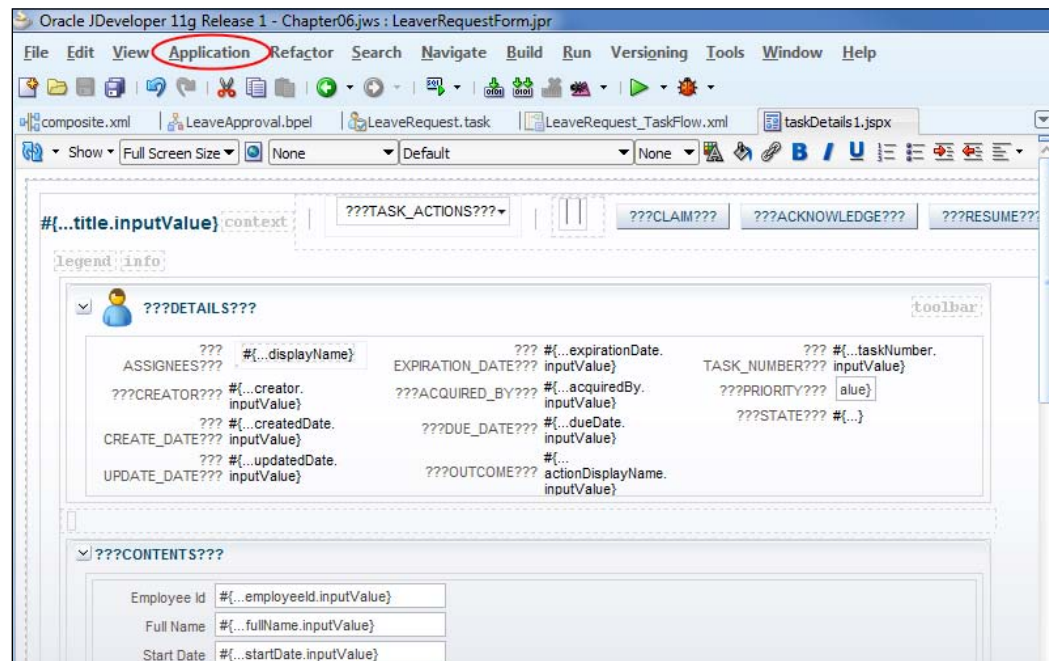 Oracle JDeveloper 11g Release 1 - Chapter06.jws : LeaverRequestForm.jpr
File Edit View Application Refactor Search Navigate Build Run Versioning Tools Window Help
composite.xml LeaveApproval.bpel LeaveRequest.task LeaveRequest_TaskFlow.xml taskDetails1.jspx
Show Full Screen Size None Default None B I U
#{...title.inputValue} context ???TASK_ACTIONS??? ???CLAIM??? ???ACKNOWLEDGE??? ???RESUME???
legend info
???DETAILS??? toolbar
??? ASSIGNEES??? #{...displayName}
???CREATOR??? #{...creator.
inputValue}
??? CREATE_DATE??? #{...createdDate.
inputValue}
??? UPDATE_DATE??? #{...updatedDate.
inputValue}
??? EXPIRATION_DATE??? #{...expirationDate.
inputValue}
???ACQUIRED_BY??? #{...acquiredBy.
inputValue}
???DUE_DATE??? #{...dueDate.
inputValue}
???OUTCOME??? #{...
actionDisplayName.
inputValue}
??? TASK_NUMBER??? #{...taskNumber.
inputValue}
???PRIORITY??? alue}
???STATE??? #{...}
???CONTENTS???
Employee Id #{...employeeId.inputValue}
Full Name #{...fullName.inputValue}
Start Date #{...startDate.inputValue}